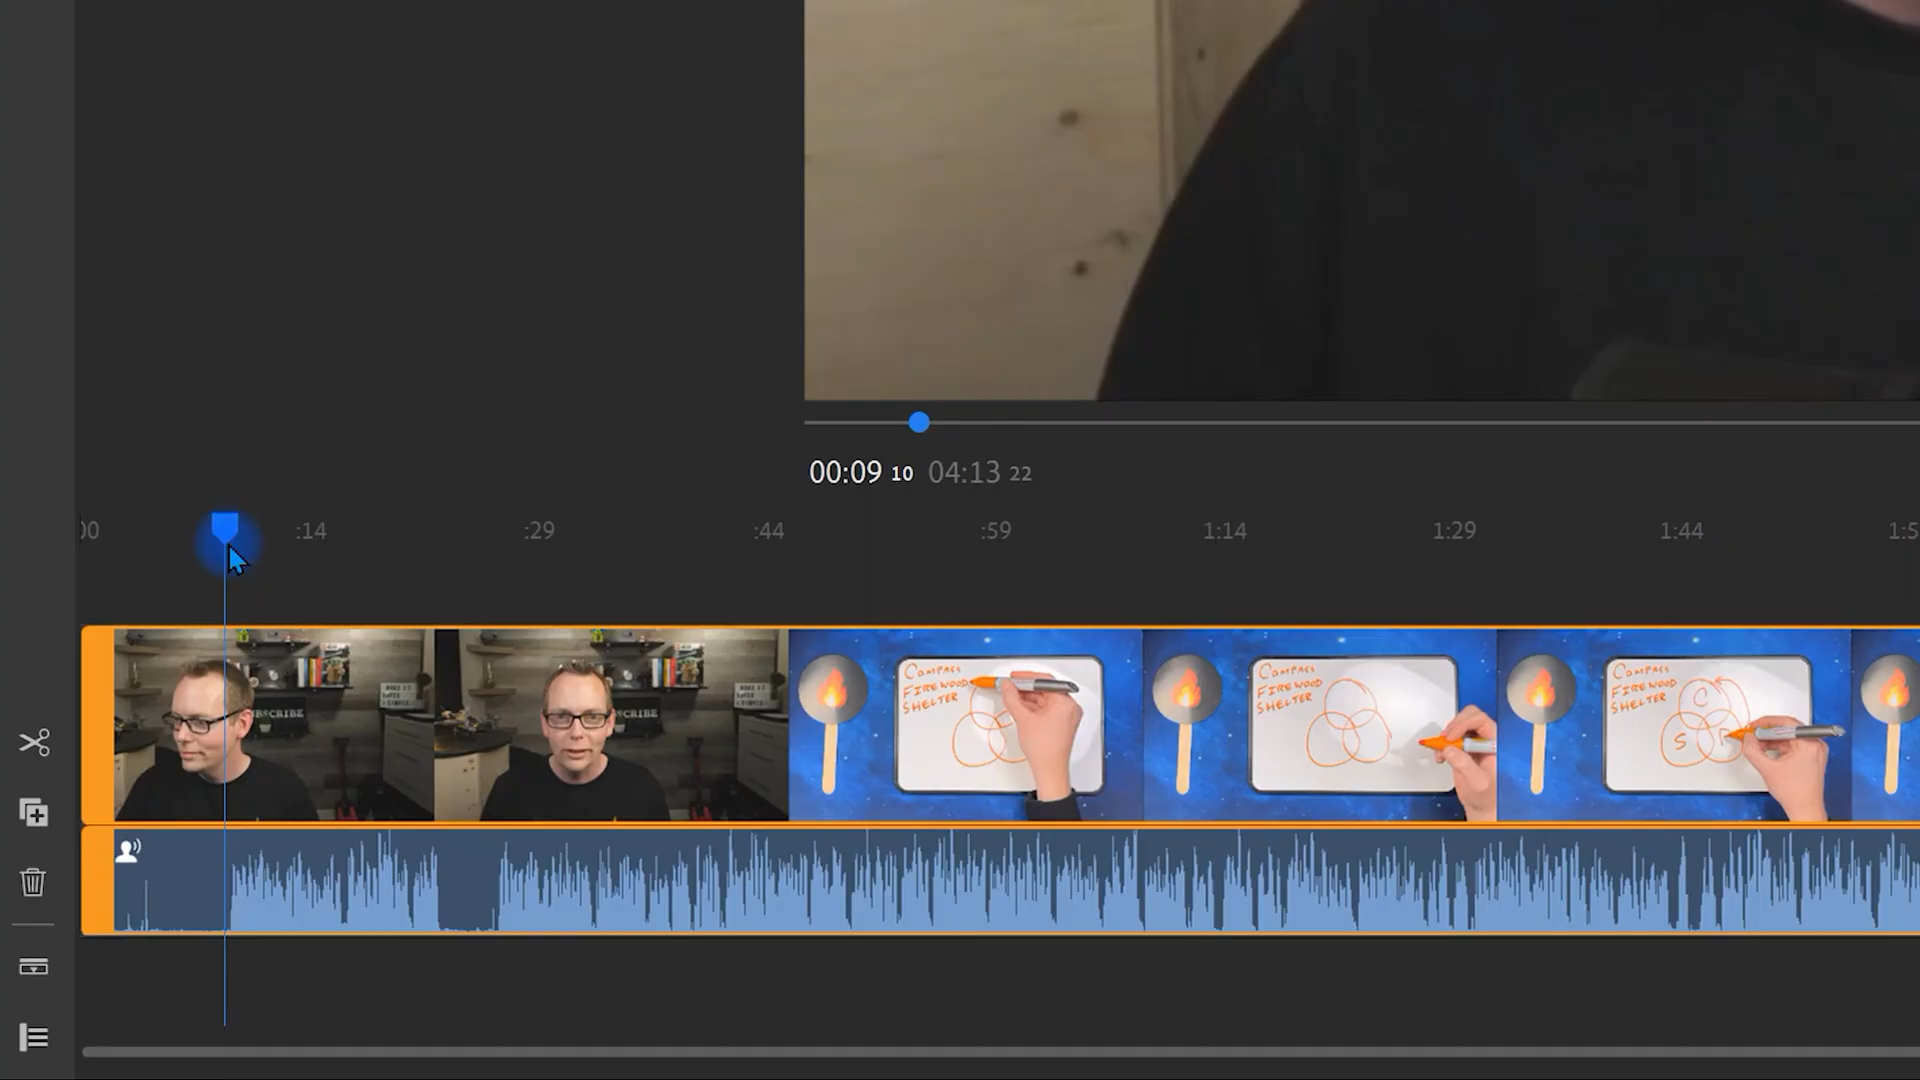 00:09 10 04:13 22
:14 :29 :44 :59 1:14 1:29 1:44
COMPASS
FIREWOOD
SHELTER
COMPASS
FIREWOOD
SHELTER
COMPASS
FIREWOOD
SHELTER
C
S